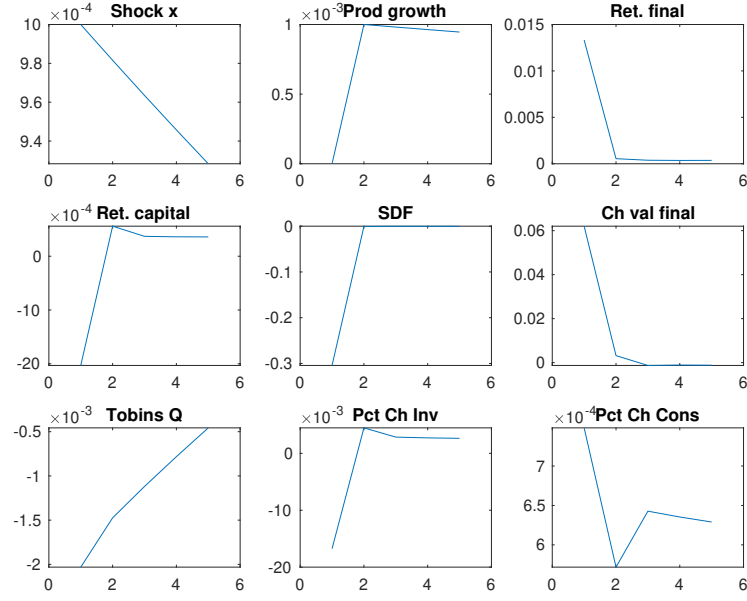 ×10⁻⁴ Shock x
10
9.8
9.6
9.4
0 2 4 6
×10⁻³ Prod growth
1
0.5
0
0 2 4 6
Ret. final
0.015
0.01
0.005
0
0 2 4 6
×10⁻⁴ Ret. capital
0
-10
-20
0 2 4 6
SDF
0
-0.1
-0.2
-0.3
0 2 4 6
Ch val final
0.06
0.04
0.02
0
0 2 4 6
×10⁻³ Tobins Q
-0.5
-1
-1.5
-2
0 2 4 6
×10⁻³ Pct Ch Inv
0
-10
-20
0 2 4 6
×10⁻⁴ Pct Ch Cons
7
6.5
6
0 2 4 6